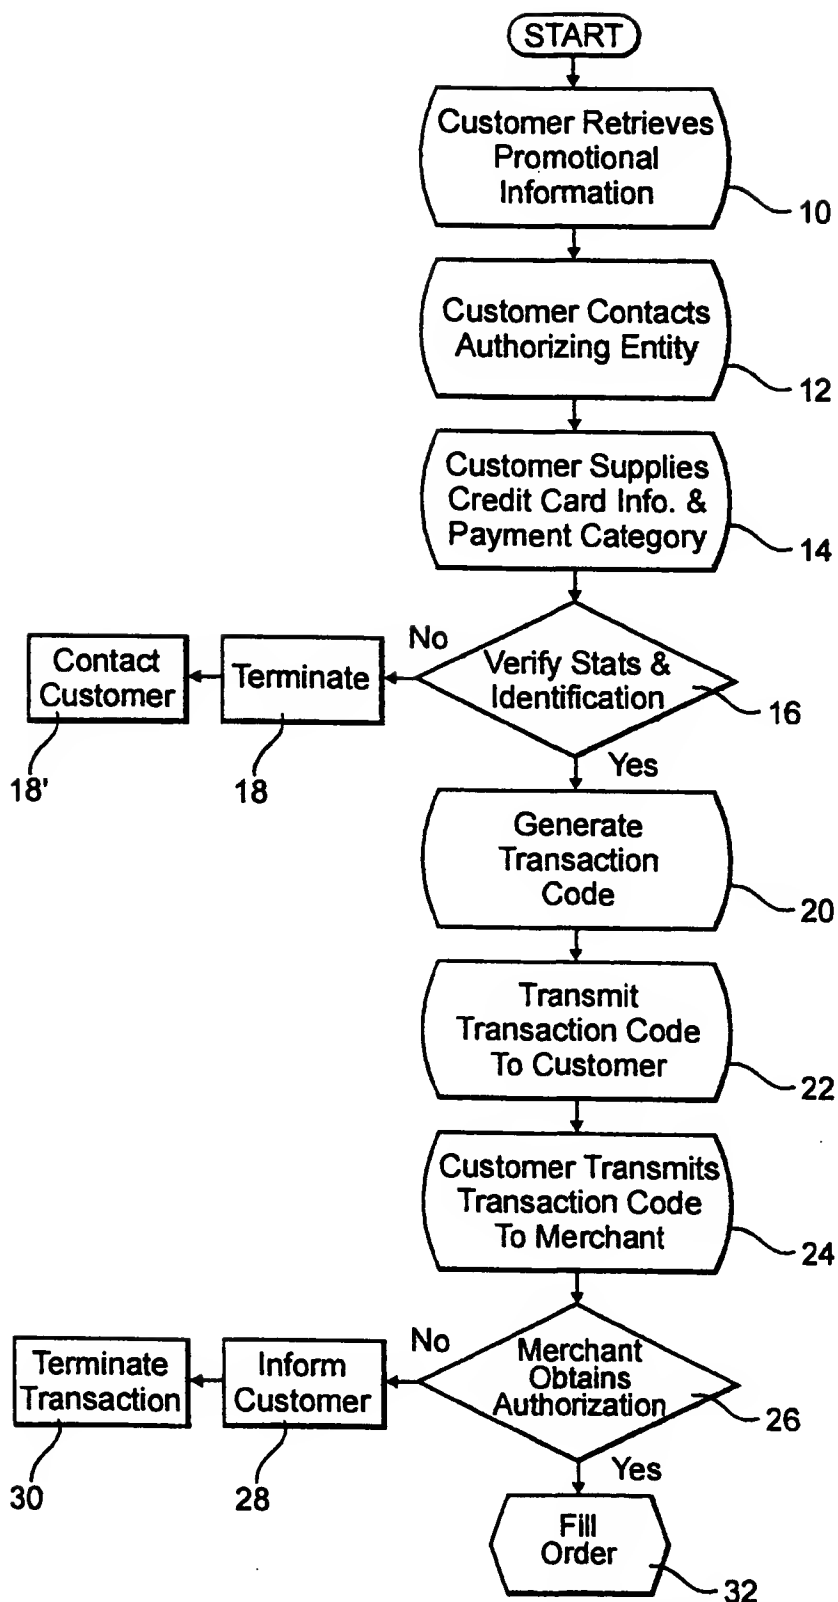 START
Customer Retrieves
Promotional
Information
10
Customer Contacts
Authorizing Entity
12
Customer Supplies
Credit Card Info. &
Payment Category
14
No
Contact
Customer
Terminate
Verify Stats &
Identification
16
18'
18
Yes
Generate
Transaction
Code
20
Transmit
Transaction Code
To Customer
22
Customer Transmits
Transaction Code
To Merchant
24
No
Terminate
Transaction
Inform
Customer
Merchant
Obtains
Authorization
26
30
28
Yes
Fill
Order
32